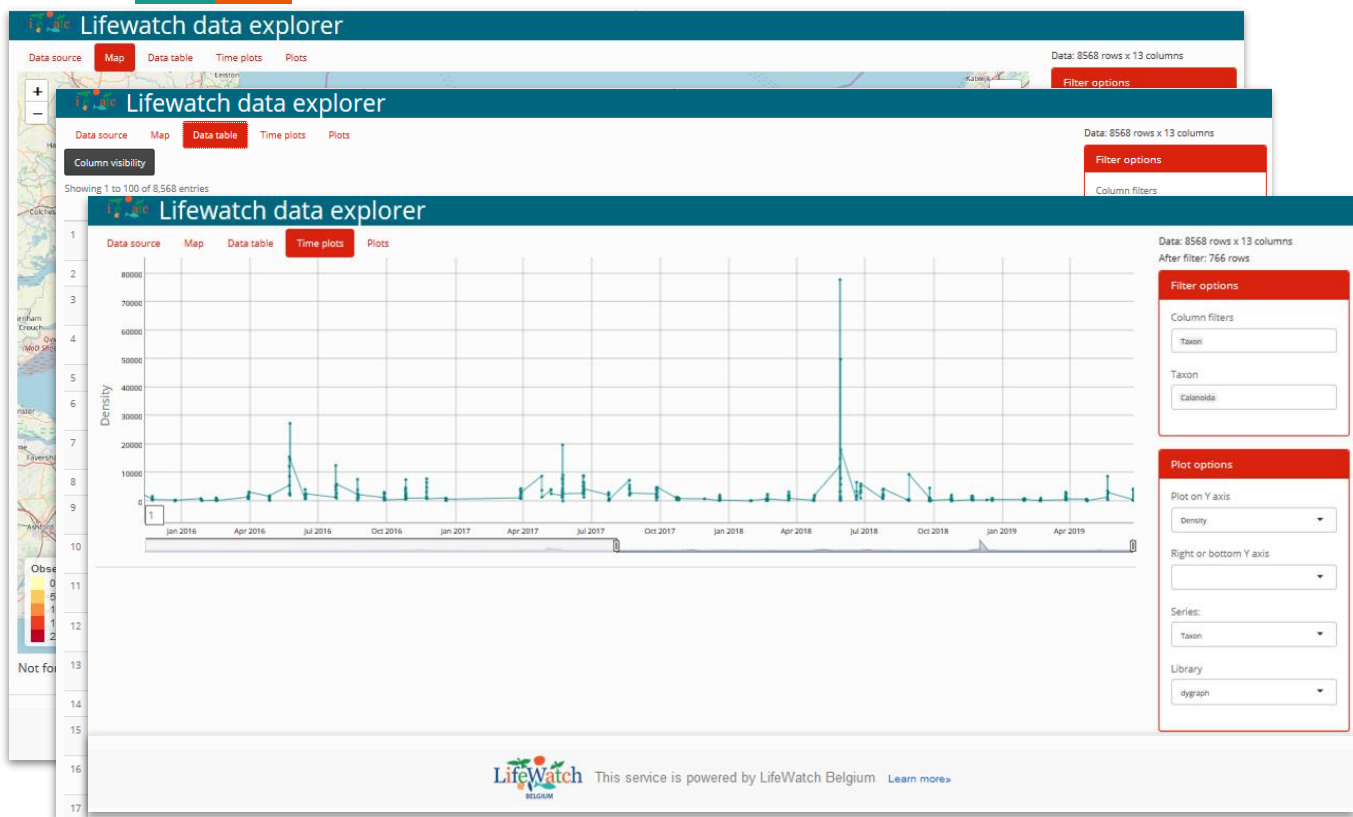 Lifewatch data explorer
Data source Map Data table Time plots Plots
Data: 8568 rows x 13 columns
Filter options
+
−
Leiston
Katwijk
Lifewatch data explorer
Data source Map Data table Time plots Plots
Data: 8568 rows x 13 columns
Column visibility
Filter options
Showing 1 to 100 of 8,568 entries
Column filters
1
2
3
4
5
6
7
8
9
10
11
12
13
14
15
16
17
Lifewatch data explorer
Data source Map Data table Time plots Plots
Data: 8568 rows x 13 columns
After filter: 766 rows
Density
80000
70000
60000
50000
40000
30000
20000
10000
0
1
Jan 2016 Apr 2016 Jul 2016 Oct 2016 Jan 2017 Apr 2017 Jul 2017 Oct 2017 Jan 2018 Apr 2018 Jul 2018 Oct 2018 Jan 2019 Apr 2019
Filter options
Column filters
Taxon
Taxon
Calanoida
Plot options
Plot on Y axis
Density
Right or bottom Y axis
Series:
Taxon
Library
dygraph
Colches
Crouch
Faversh
Ashford
Obse
Not fo
LifeWatch
BELGIUM
This service is powered by LifeWatch Belgium Learn more»